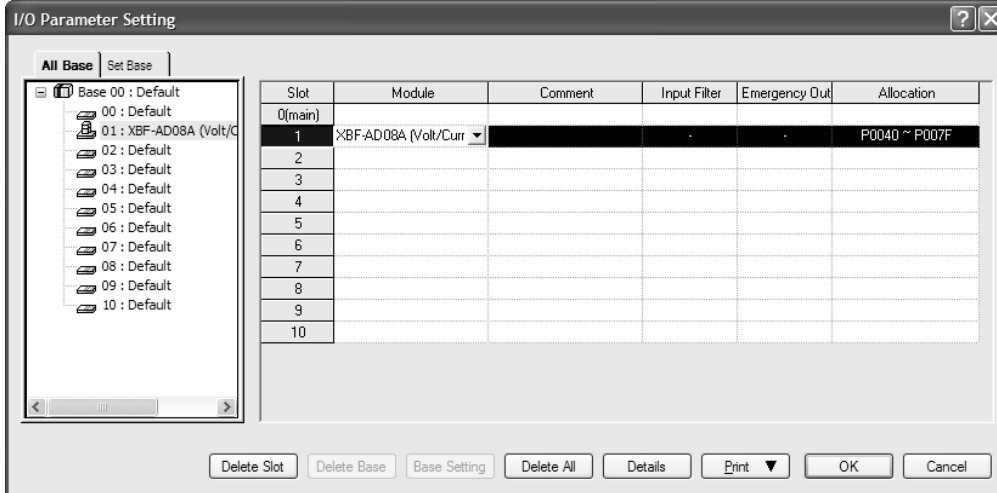 I/O Parameter Setting
All Base Set Base
Base 00 : Default
00 : Default
01 : XBF-AD08A (Volt/C
02 : Default
03 : Default
04 : Default
05 : Default
06 : Default
07 : Default
08 : Default
09 : Default
10 : Default
Slot Module Comment Input Filter Emergency Out Allocation
0(main)
1 XBF-AD08A (Volt/Curr - - P0040 ~ P007F
2
3
4
5
6
7
8
9
10
Delete Slot Delete Base Base Setting Delete All Details Print ▼ OK Cancel